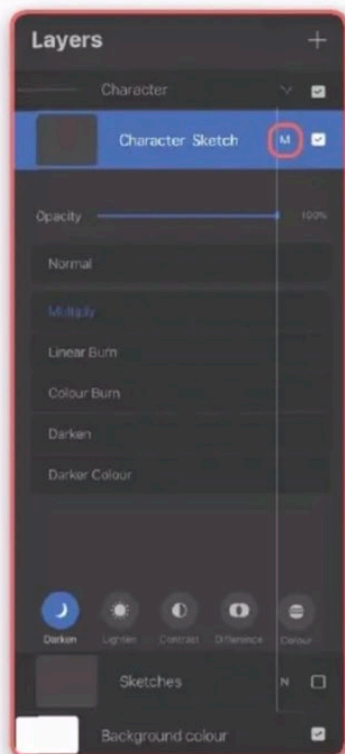 Layers +
Character
Character Sketch M
Opacity 100%
Normal
Multiply
Linear Burn
Colour Burn
Darken
Darker Colour
Darken Lighten Contrast Difference Colour
Sketches N
Background colour